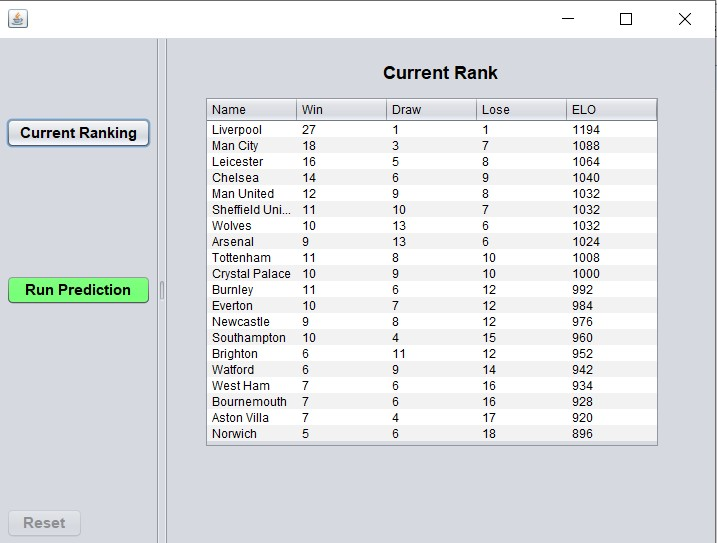 Current Rank
Current Ranking
Run Prediction
Reset
Name Win Draw Lose ELO
Liverpool 27 1 1 1194
Man City 18 3 7 1088
Leicester 16 5 8 1064
Chelsea 14 6 9 1040
Man United 12 9 8 1032
Sheffield Uni... 11 10 7 1032
Wolves 10 13 6 1032
Arsenal 9 13 6 1024
Tottenham 11 8 10 1008
Crystal Palace 10 9 10 1000
Burnley 11 6 12 992
Everton 10 7 12 984
Newcastle 9 8 12 976
Southampton 10 4 15 960
Brighton 6 11 12 952
Watford 6 9 14 942
West Ham 7 6 16 934
Bournemouth 7 6 16 928
Aston Villa 7 4 17 920
Norwich 5 6 18 896